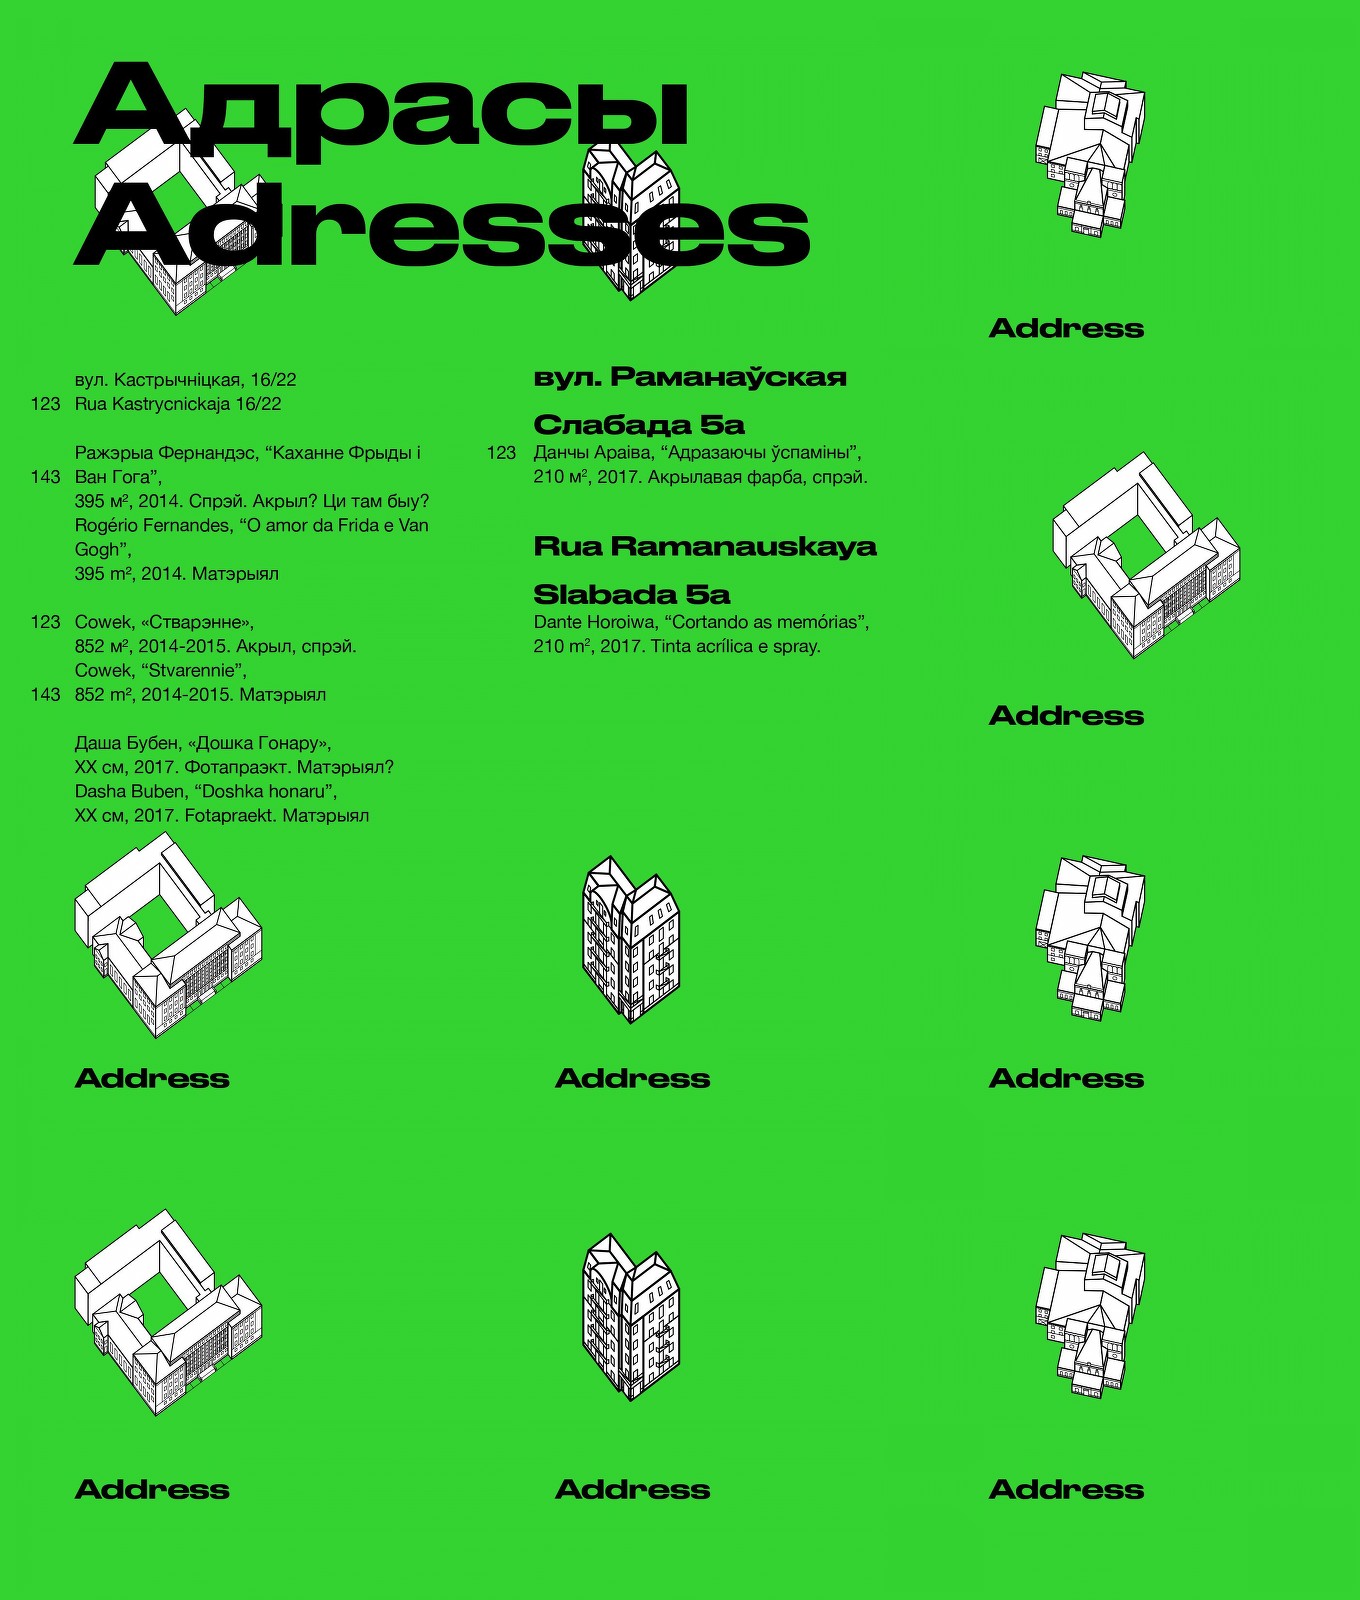 Адрасы
Adresses
вул. Кастрычніцкая, 16/22
123 Rua Kastrycnickaja 16/22
Ражэрыа Фернандэс, “Каханне Фрыды і
143 Ван Гога”,
395 м², 2014. Спрэй. Акрыл? Ци там быу?
Rogério Fernandes, “O amor da Frida e Van
Gogh”,
395 m², 2014. Матэрыял
123 Cowek, «Стварэнне»,
852 м², 2014-2015. Акрыл, спрэй.
Cowek, “Stvarennie”,
143 852 m², 2014-2015. Матэрыял
Даша Бубен, «Дошка Гонару»,
ХХ см, 2017. Фотапраэкт. Матэрыял?
Dasha Buben, “Doshka honaru”,
ХХ см, 2017. Fotapraekt. Матэрыял
вул. Раманаўская
Слабада 5а
123 Данчы Араіва, “Адразаючы ўспаміны”,
210 м², 2017. Акрылавая фарба, спрэй.
Rua Ramanauskaya
Slabada 5a
Dante Horoiwa, “Cortando as memórias”,
210 m², 2017. Tinta acrílica e spray.
Address
Address
Address
Address
Address
Address
Address
Address